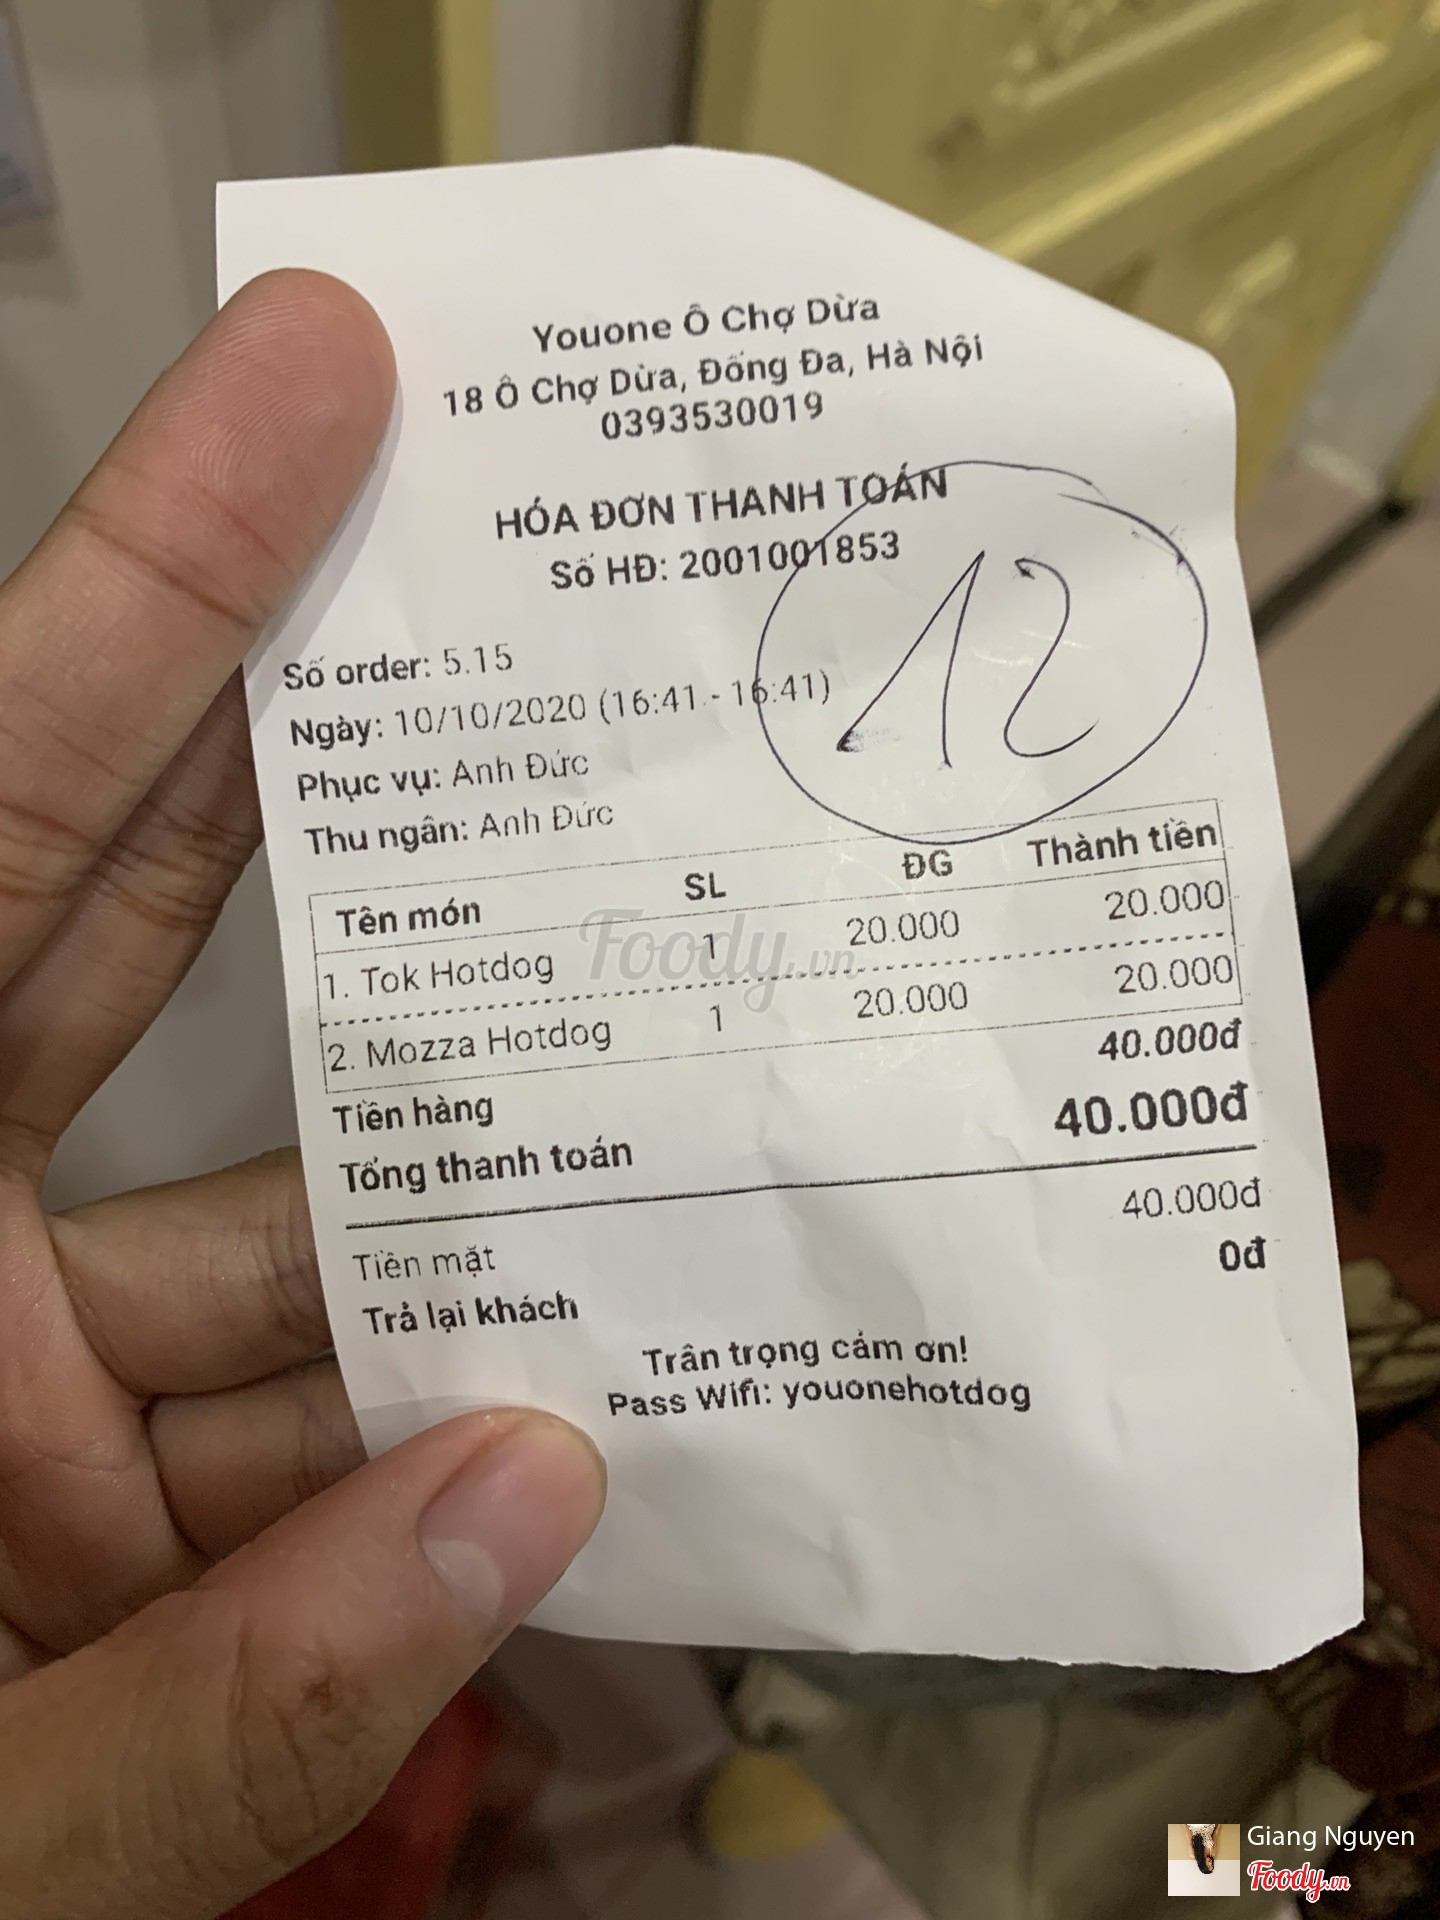 Youone Ô Chợ Dừa
18 Ô Chợ Dừa, Đống Đa, Hà Nội
0393530019
HÓA ĐƠN THANH TOÁN
Số HĐ: 2001001853
12
Số order: 5.15
Ngày: 10/10/2020 (16:41 - 16:41)
Phục vụ: Anh Đức
Thu ngân: Anh Đức
Tên món SL ĐG Thành tiền
1. Tok Hotdog 1 20.000 20.000
2. Mozza Hotdog 1 20.000 20.000
Tiền hàng 40.000đ
Tổng thanh toán 40.000đ
Tiền mặt 40.000đ
Trả lại khách 0đ
Trân trọng cảm ơn!
Pass Wifi: youonehotdog
Foody.vn
Giang Nguyen
Foody.vn